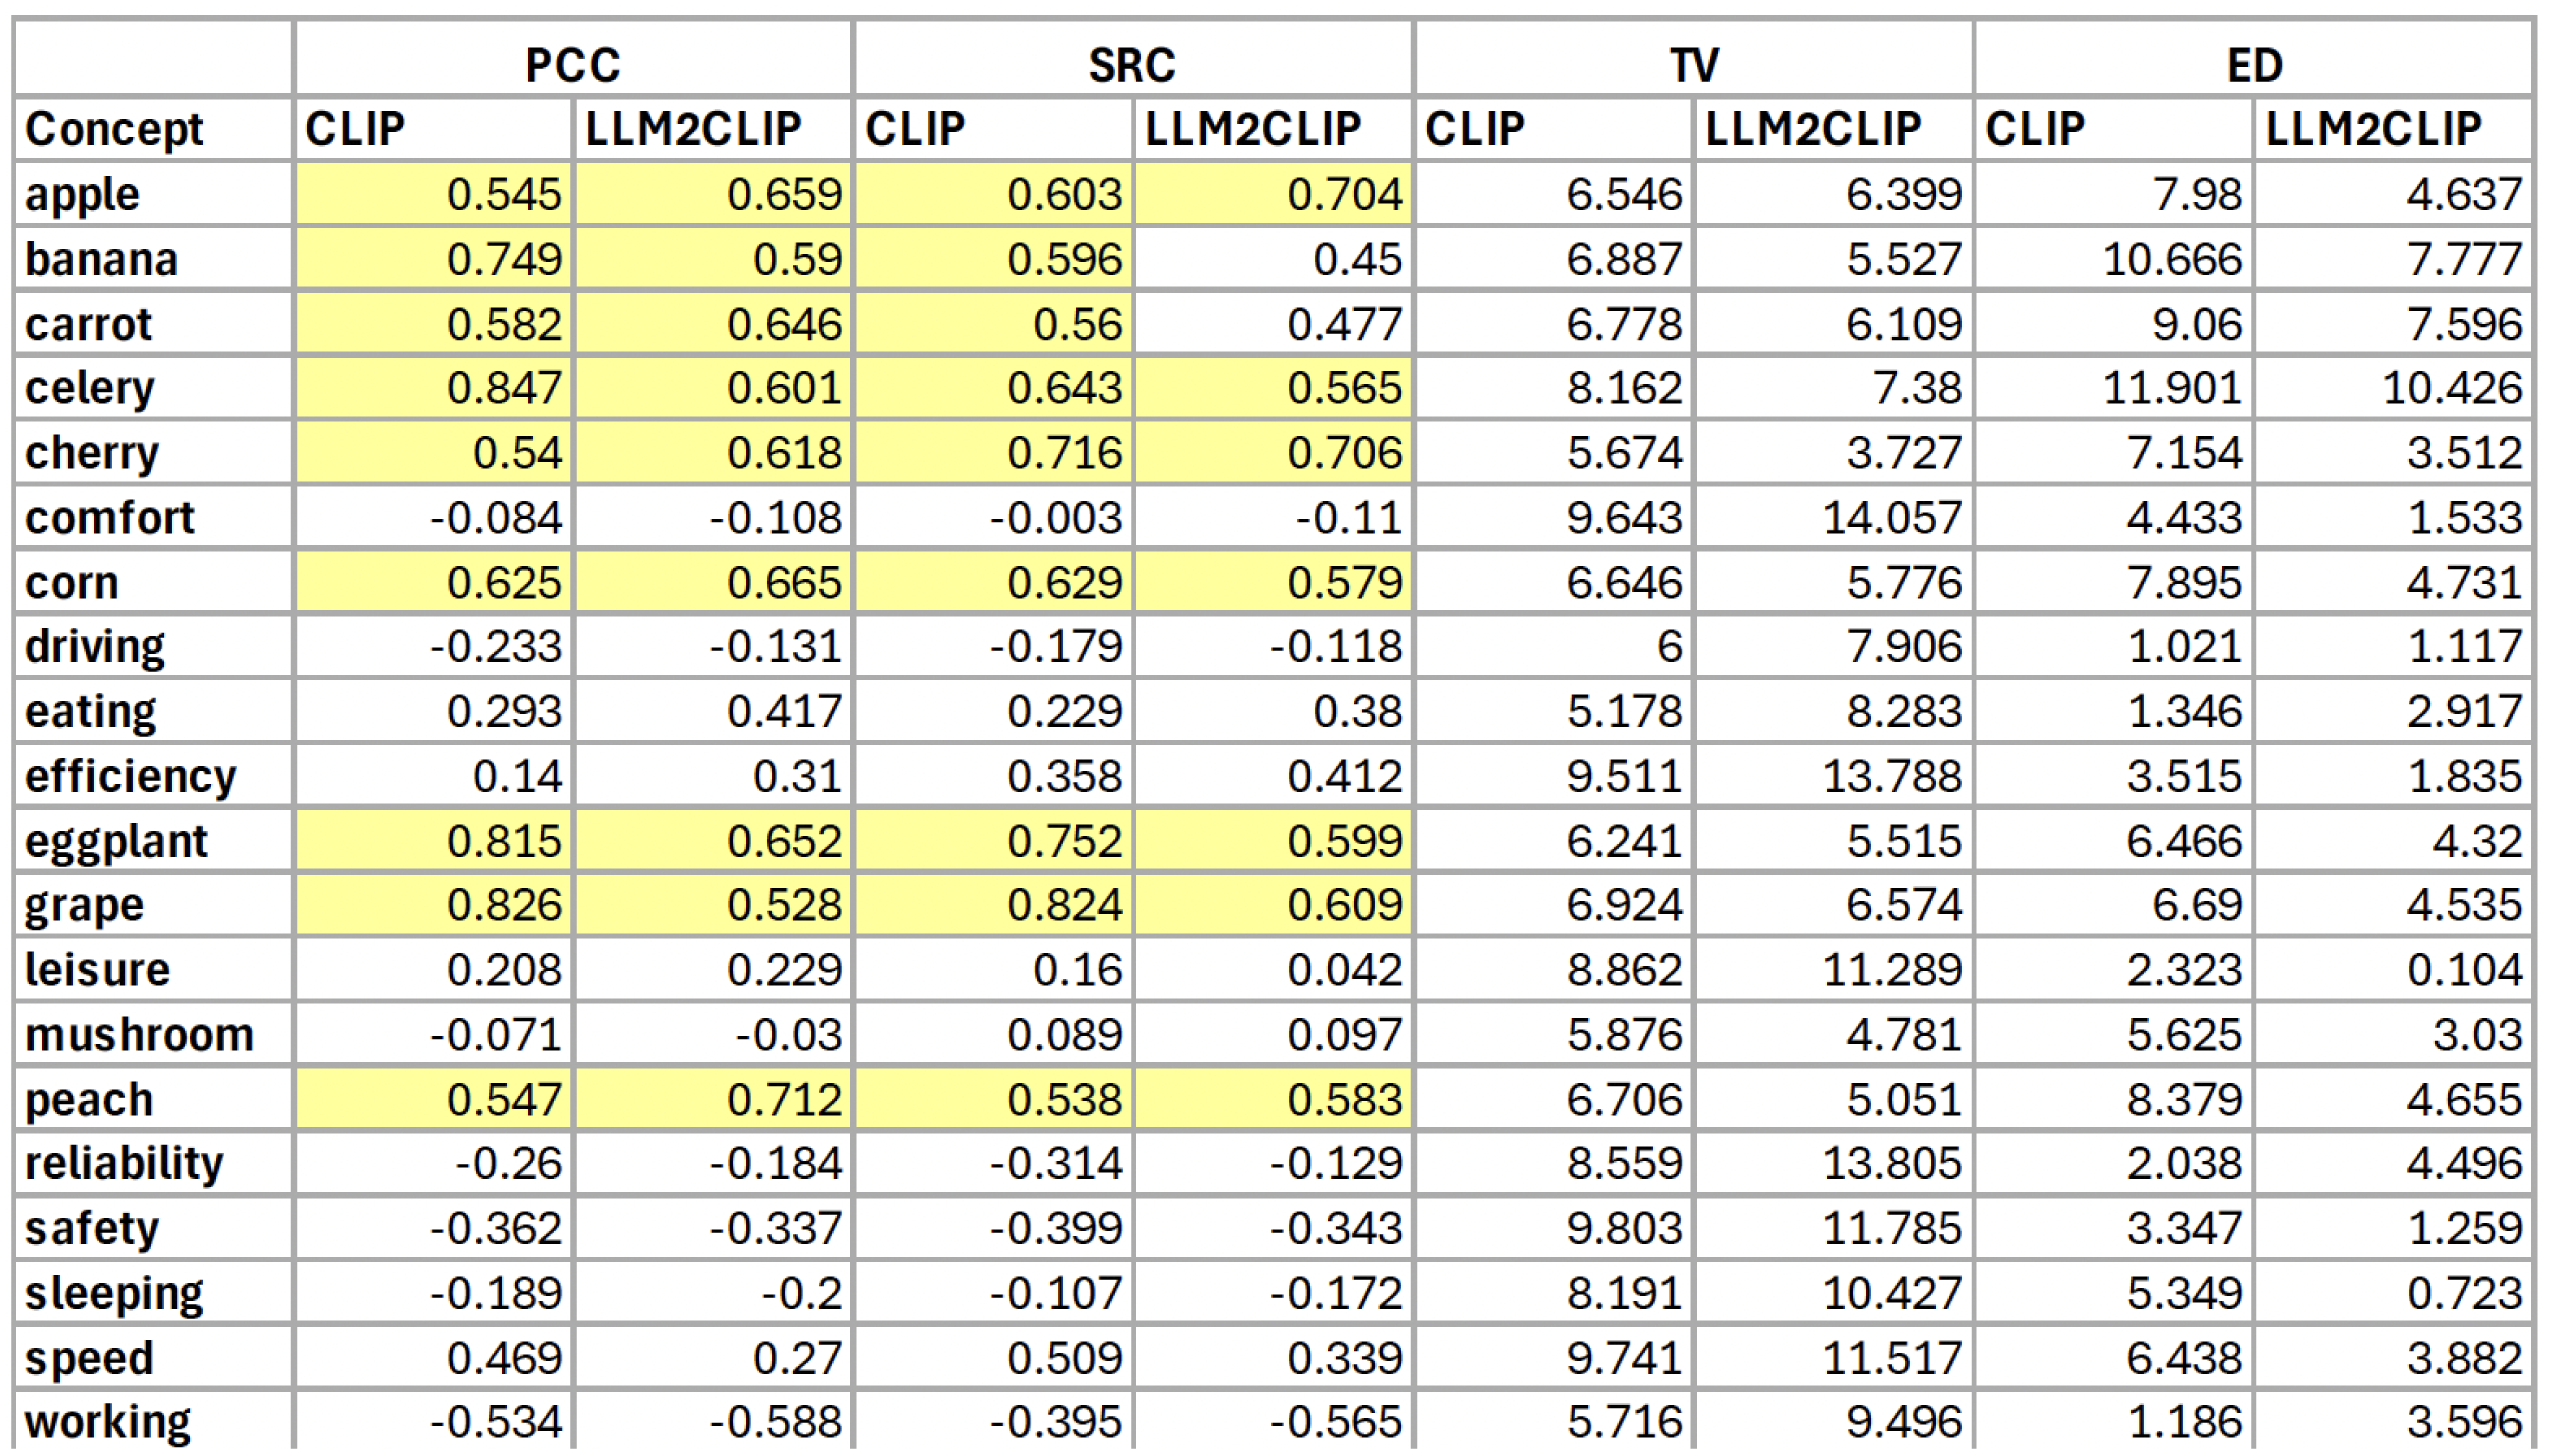 PCC SRC TV ED
Concept CLIP LLM2CLIP CLIP LLM2CLIP CLIP LLM2CLIP CLIP LLM2CLIP
apple 0.545 0.659 0.603 0.704 6.546 6.399 7.98 4.637
banana 0.749 0.59 0.596 0.45 6.887 5.527 10.666 7.777
carrot 0.582 0.646 0.56 0.477 6.778 6.109 9.06 7.596
celery 0.847 0.601 0.643 0.565 8.162 7.38 11.901 10.426
cherry 0.54 0.618 0.716 0.706 5.674 3.727 7.154 3.512
comfort -0.084 -0.108 -0.003 -0.11 9.643 14.057 4.433 1.533
corn 0.625 0.665 0.629 0.579 6.646 5.776 7.895 4.731
driving -0.233 -0.131 -0.179 -0.118 6 7.906 1.021 1.117
eating 0.293 0.417 0.229 0.38 5.178 8.283 1.346 2.917
efficiency 0.14 0.31 0.358 0.412 9.511 13.788 3.515 1.835
eggplant 0.815 0.652 0.752 0.599 6.241 5.515 6.466 4.32
grape 0.826 0.528 0.824 0.609 6.924 6.574 6.69 4.535
leisure 0.208 0.229 0.16 0.042 8.862 11.289 2.323 0.104
mushroom -0.071 -0.03 0.089 0.097 5.876 4.781 5.625 3.03
peach 0.547 0.712 0.538 0.583 6.706 5.051 8.379 4.655
reliability -0.26 -0.184 -0.314 -0.129 8.559 13.805 2.038 4.496
safety -0.362 -0.337 -0.399 -0.343 9.803 11.785 3.347 1.259
sleeping -0.189 -0.2 -0.107 -0.172 8.191 10.427 5.349 0.723
speed 0.469 0.27 0.509 0.339 9.741 11.517 6.438 3.882
working -0.534 -0.588 -0.395 -0.565 5.716 9.496 1.186 3.596